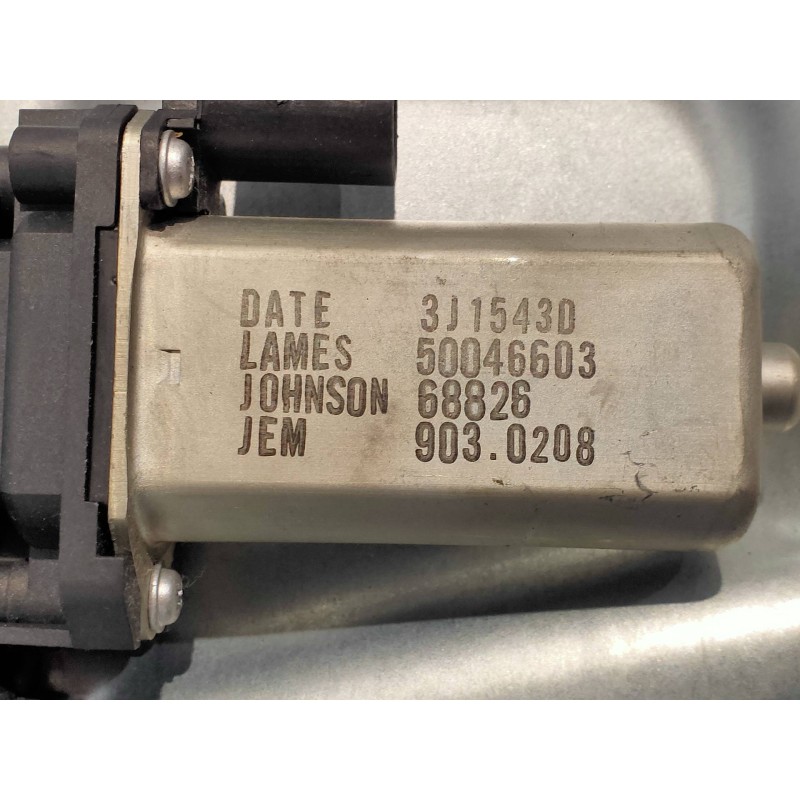 DATE 3J1543D
LAMES 50046603
JOHNSON 68826
JEM 903.0208